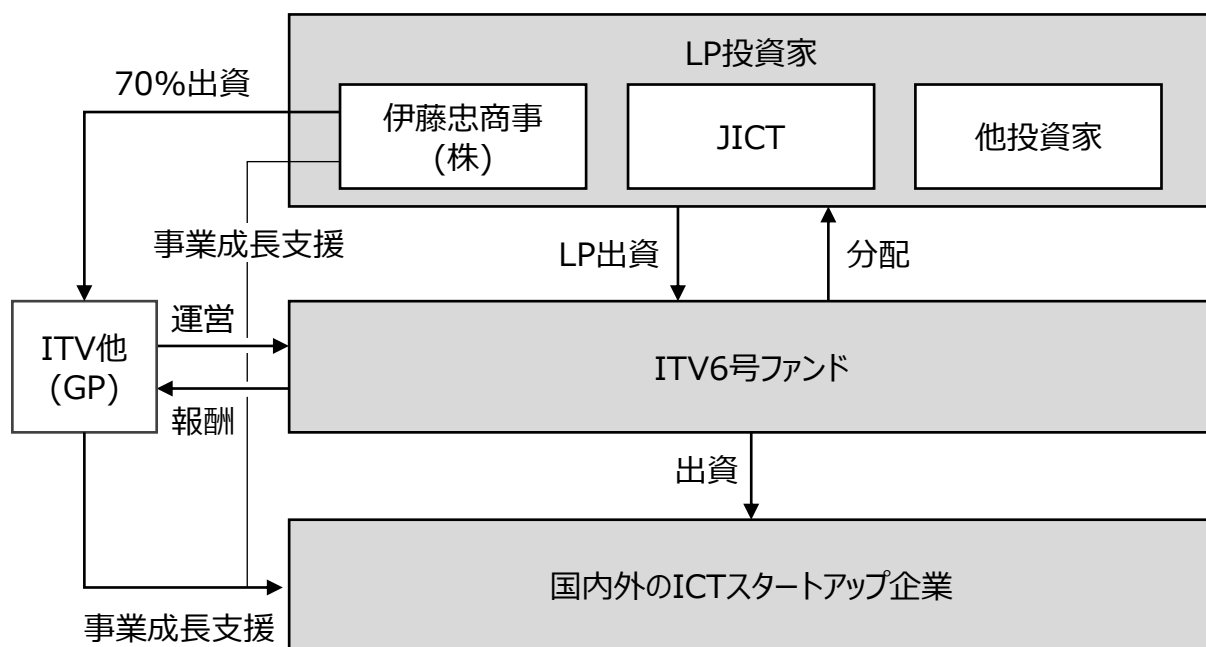 LP投資家
70%出資
伊藤忠商事
(株)
JICT
他投資家
事業成長支援
LP出資
分配
ITV他
(GP)
運営
報酬
ITV6号ファンド
出資
国内外のICTスタートアップ企業
事業成長支援